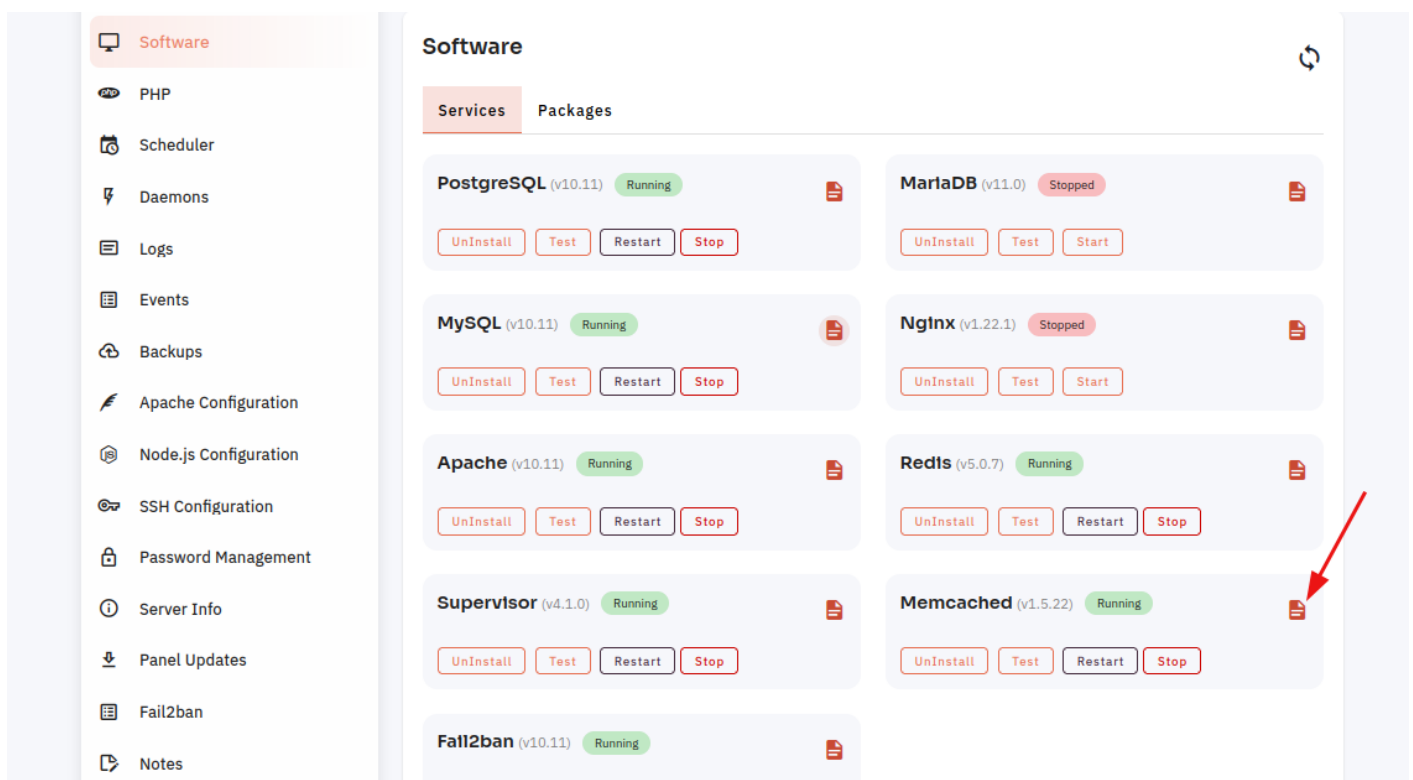 Software
PHP
Scheduler
Daemons
Logs
Events
Backups
Apache Configuration
Node.js Configuration
SSH Configuration
Password Management
Server Info
Panel Updates
Fail2ban
Notes
Software
Services Packages
PostgreSQL (v10.11) Running
UnInstall Test Restart Stop
MariaDB (v11.0) Stopped
UnInstall Test Start
MySQL (v10.11) Running
UnInstall Test Restart Stop
Nginx (v1.22.1) Stopped
UnInstall Test Start
Apache (v10.11) Running
UnInstall Test Restart Stop
Redis (v5.0.7) Running
UnInstall Test Restart Stop
Supervisor (v4.1.0) Running
UnInstall Test Restart Stop
Memcached (v1.5.22) Running
UnInstall Test Restart Stop
Fail2ban (v10.11) Running